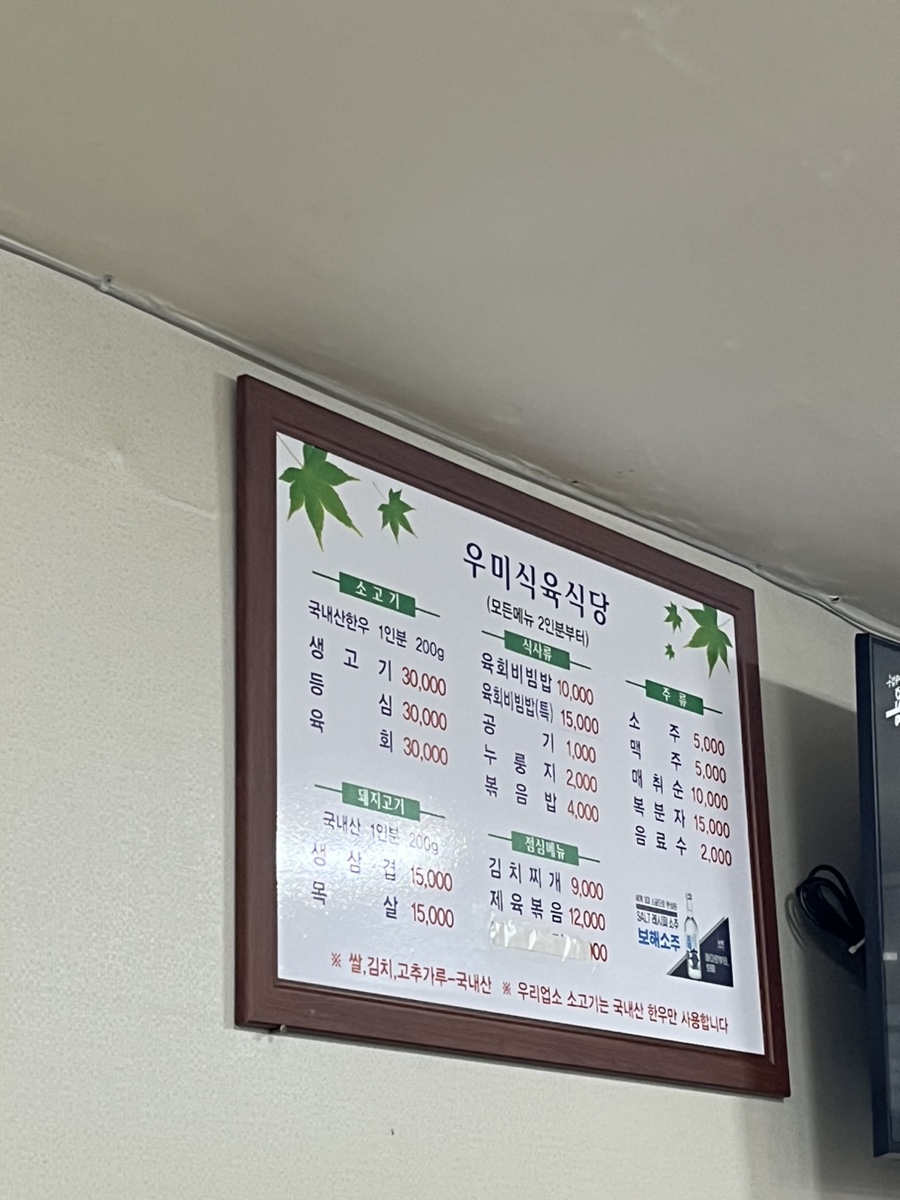 우미식육식당
(모든메뉴 2인분부터)
소고기
국내산한우 1인분 200g
생고기 30,000
등심 30,000
육회 30,000
돼지고기
국내산 1인분 200g
생삼겹 15,000
목살 15,000
식사류
육회비빔밥 10,000
육회비빔밥(특) 15,000
공기 1,000
누룽지 2,000
볶음밥 4,000
점심메뉴
김치찌개 9,000
제육볶음 12,000
주류
소주 5,000
맥주 5,000
매취순 10,000
복분자 15,000
음료수 2,000
SALT 레시피 소주
보해소주
※ 쌀,김치,고추가루-국내산 ※ 우리업소 소고기는 국내산 한우만 사용합니다